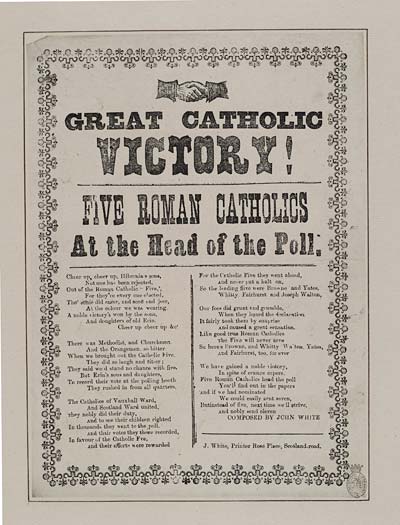 GREAT CATHOLIC
VICTORY!
FIVE ROMAN CATHOLICS
At the Head of the Poll.
Cheer up, cheer up, Hibernia's sons,
Not one has been rejected,
Out of the Roman Catholic "Five,"
For they're every one elected,
The' some did carry, and sent and jeer,
At the colour we was wearing.
A noble victory's won by the sons,
And daughters of old Erin.
Cheer up cheer up &c
There was Methodist, and Churchmen
And the Orangemen so bitter
When we brought out the Catholic Five.
They did so laugh and titter;
They said we'd stand no chance with five.
But Erin's sons and daughters,
To record their vote at the polling booth
They rushed in from all quarters.
The Catholics of Vauxhall Ward,
And Scotland Ward united,
They nobly did their duty,
and to see their children righted
In thousands they went to the poll.
and their votes they those recorded,
In favour of the Catholic Five,
and their efforts were rewarded
For the Catholic Five they went ahead,
and never put a halt on,
So the leading five were Browne and Yates,
Whitty Fairhurst and Joseph Walton,
Our foes did grunt and grumble,
When they heard the declaration.
It fairly took them by surprise
and caused a great sensation.
Like good true Roman Catholics
the Five will never sever
So hurra Browne, and Whitty Walton, Yates,
and Fairhurst, too, for ever
We have gained a noble victory,
In spite of creaker capers.
Five Roman Catholics head the poll
You'll find out in the papers
and if we had nominated
We could easily seat seven,
But instead of five, next time we'll strive,
and nobly send eleven
COMPOSED BY JOHN WHITE
J. White, Printer Rose Place, Scotland-road.